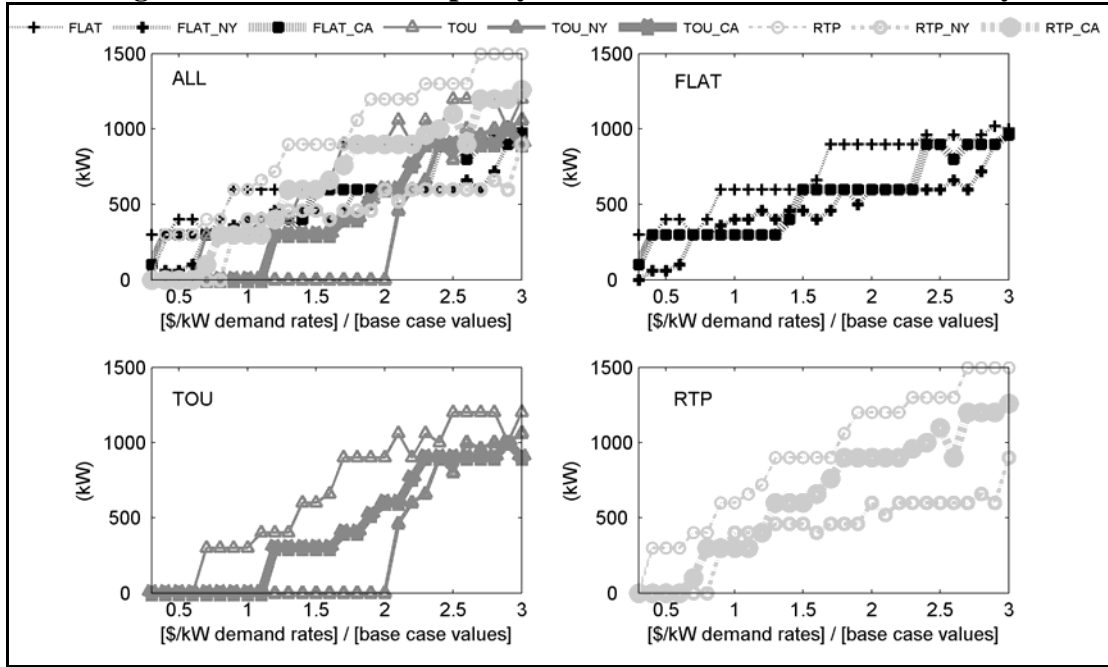 FLAT FLAT_NY FLAT_CA TOU TOU_NY TOU_CA RTP RTP_NY RTP_CA
1500
1000
500
0
(kW)
ALL
0.5 1 1.5 2 2.5 3
[$/kW demand rates] / [base case values]
1500
1000
500
0
(kW)
FLAT
0.5 1 1.5 2 2.5 3
[$/kW demand rates] / [base case values]
1500
1000
500
0
(kW)
TOU
0.5 1 1.5 2 2.5 3
[$/kW demand rates] / [base case values]
1500
1000
500
0
(kW)
RTP
0.5 1 1.5 2 2.5 3
[$/kW demand rates] / [base case values]